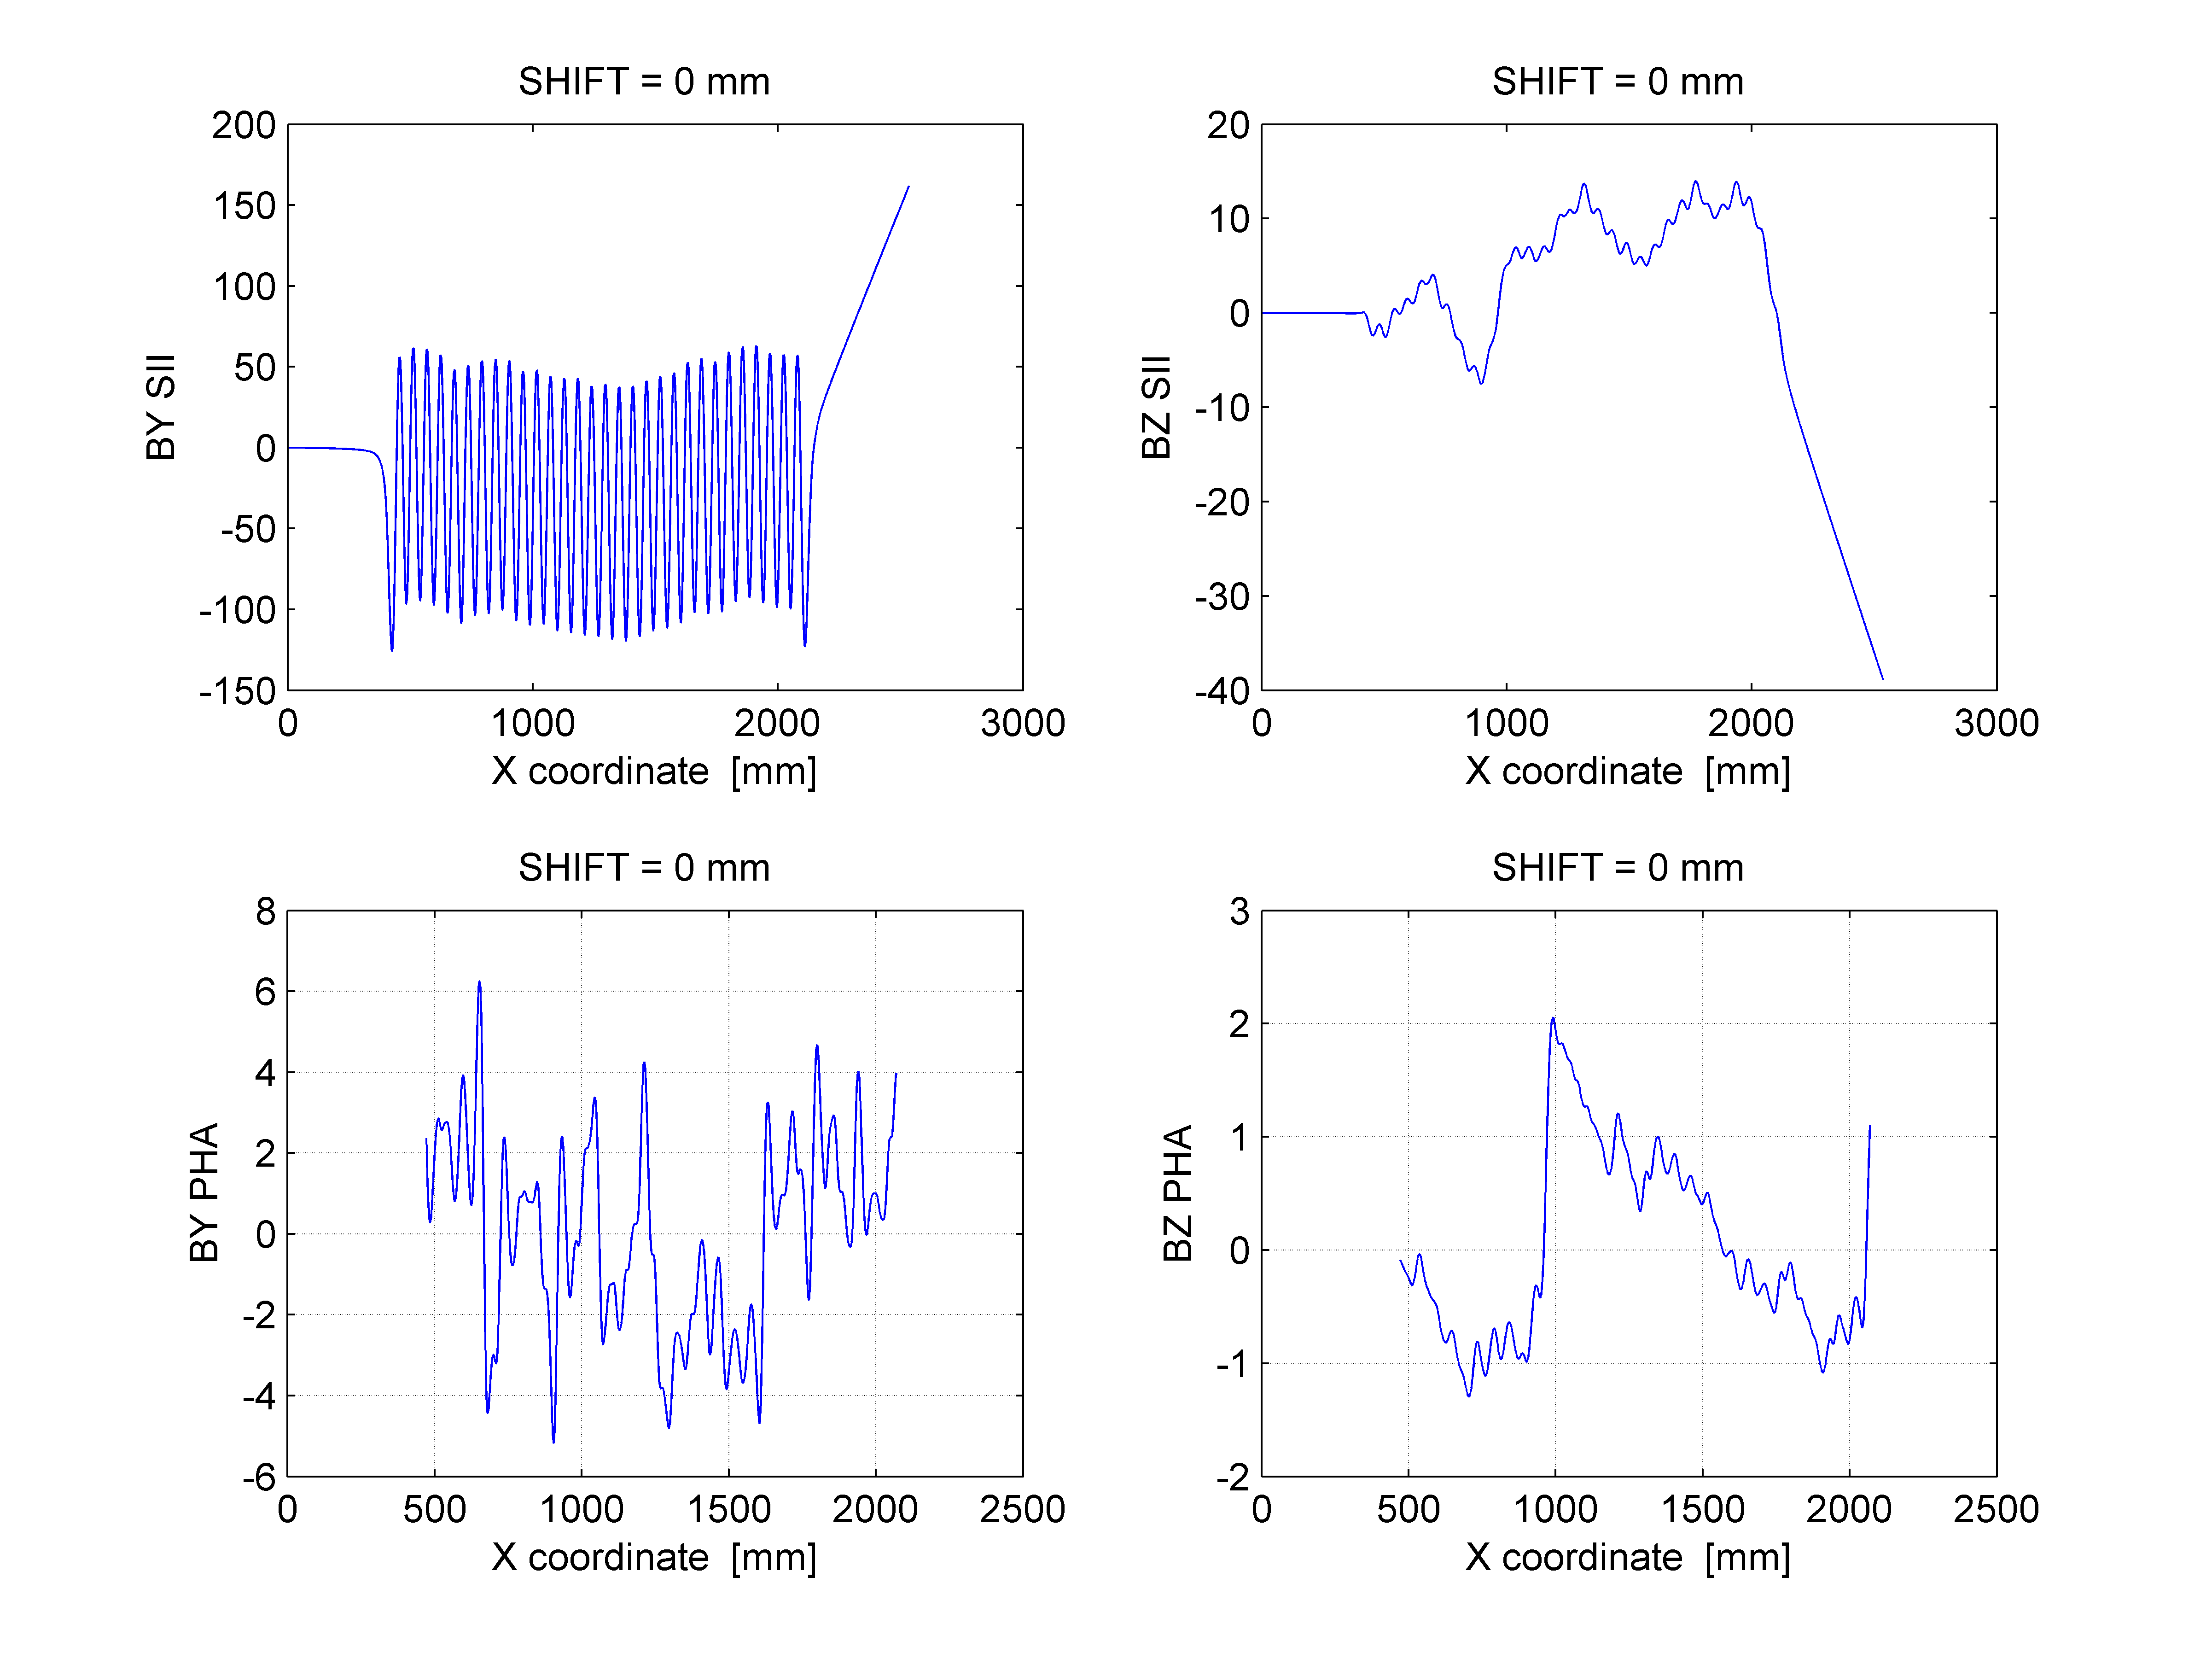 SHIFT = 0 mm
200
150
100
50
0
-50
-100
-150
BY SII
0 1000 2000 3000
X coordinate [mm]
SHIFT = 0 mm
20
10
0
-10
-20
-30
-40
BZ SII
0 1000 2000 3000
X coordinate [mm]
SHIFT = 0 mm
8
6
4
2
0
-2
-4
-6
BY PHA
0 500 1000 1500 2000 2500
X coordinate [mm]
SHIFT = 0 mm
3
2
1
0
-1
-2
BZ PHA
0 500 1000 1500 2000 2500
X coordinate [mm]